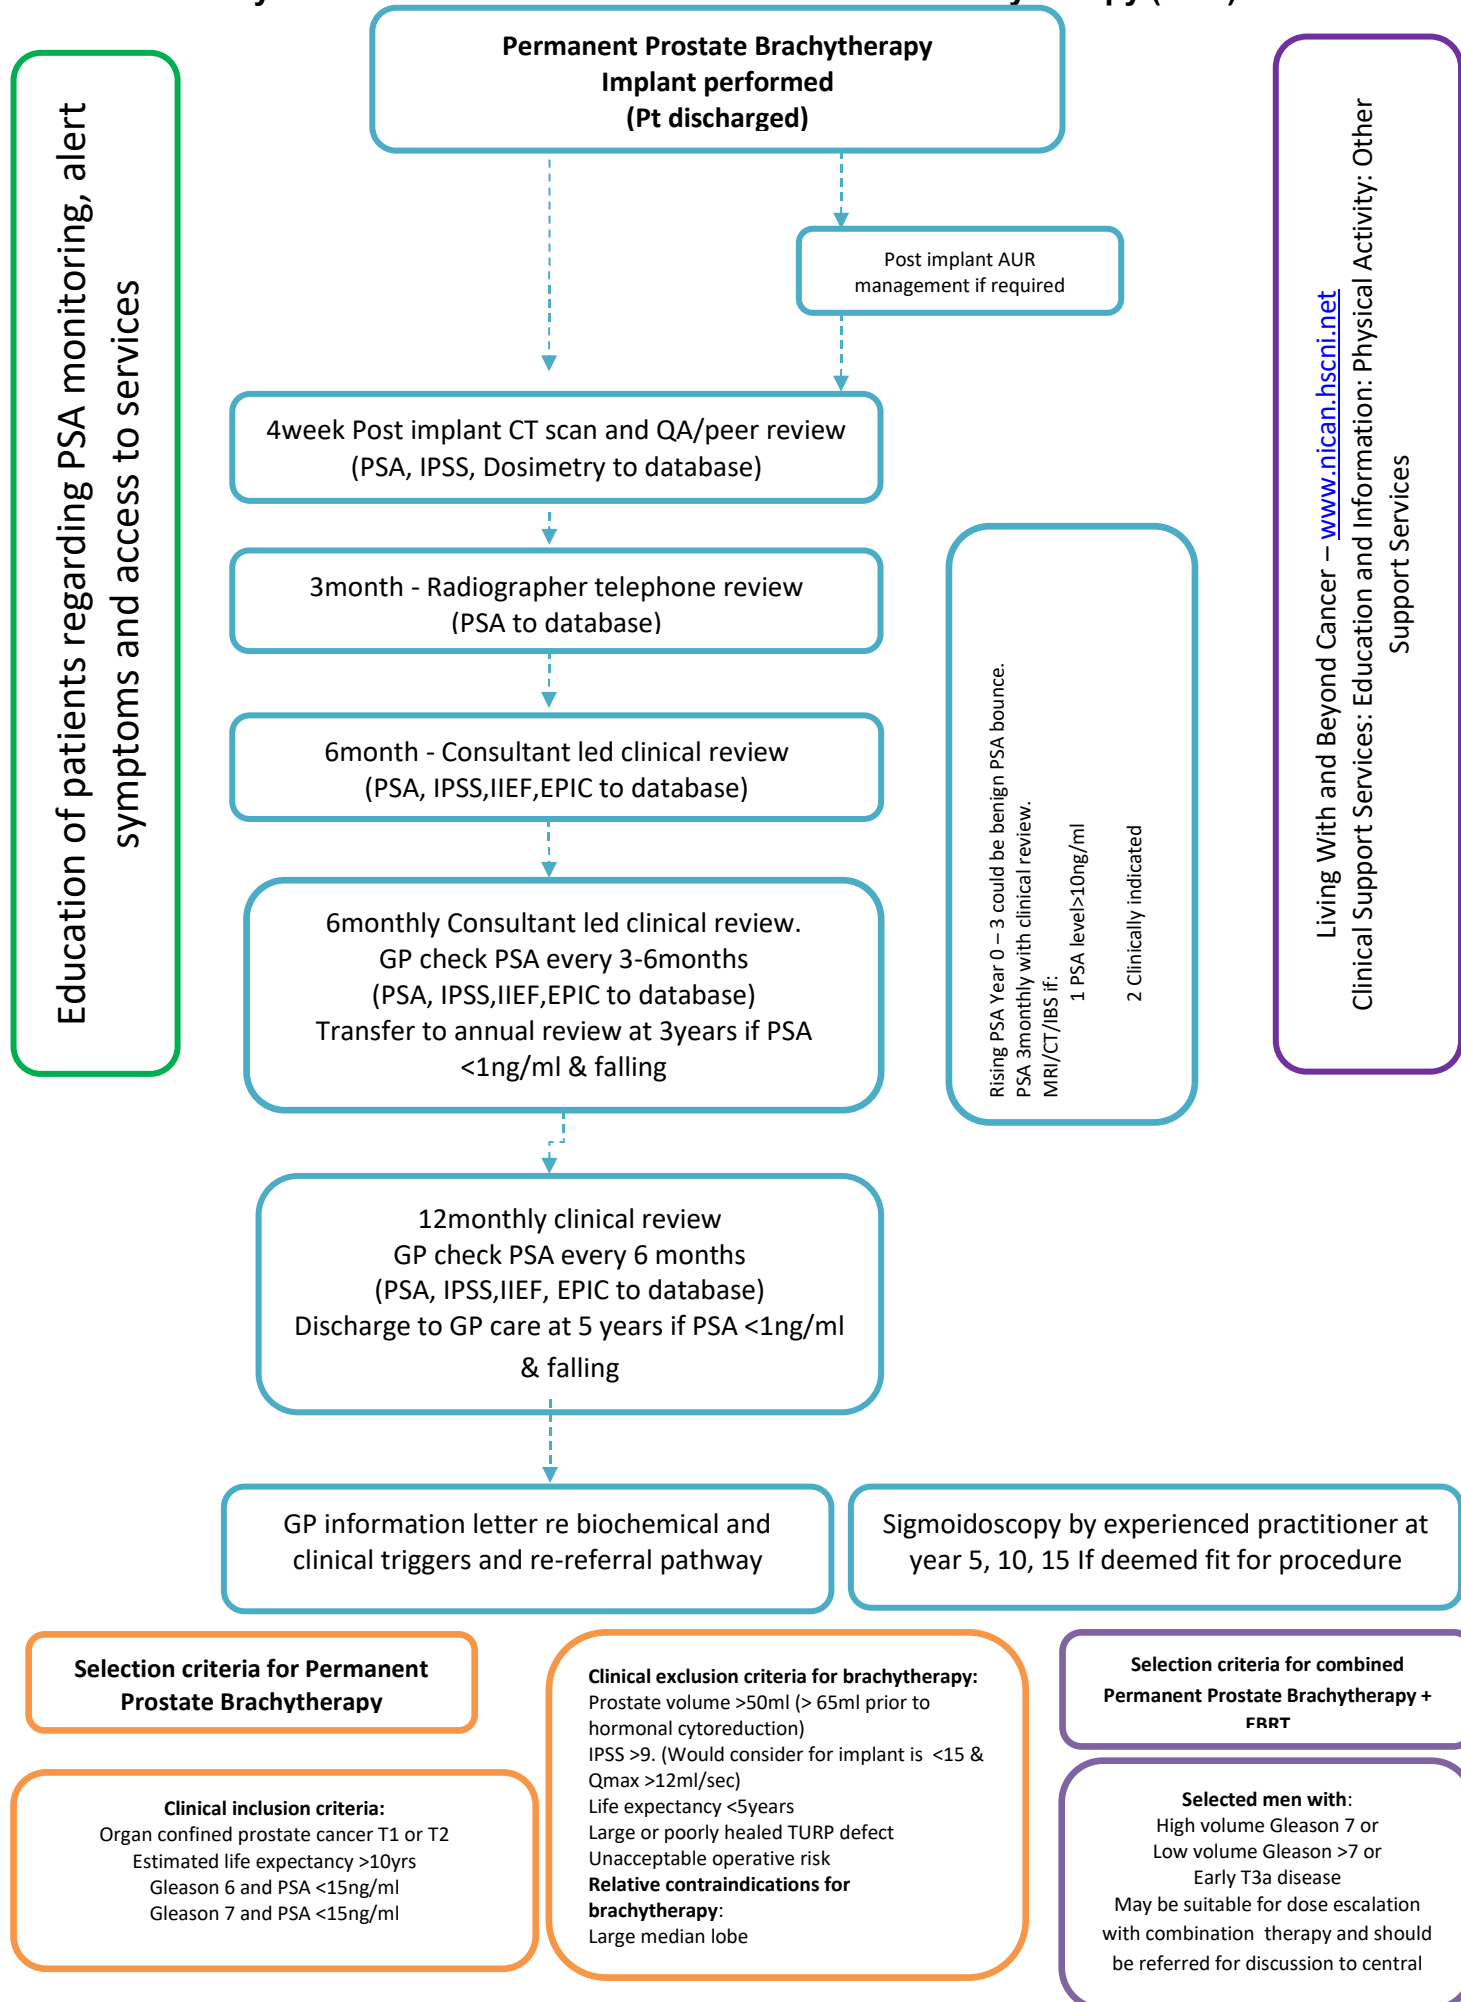 Permanent Prostate Brachytherapy
Implant performed
(Pt discharged)
Education of patients regarding PSA monitoring, alert
symptoms and access to services
Living With and Beyond Cancer – www.nican.hscni.net
Clinical Support Services: Education and Information: Physical Activity: Other
Support Services
Post implant AUR
management if required
4week Post implant CT scan and QA/peer review
(PSA, IPSS, Dosimetry to database)
3month - Radiographer telephone review
(PSA to database)
6month - Consultant led clinical review
(PSA, IPSS,IIEF,EPIC to database)
Rising PSA Year 0 – 3 could be benign PSA bounce.
PSA 3monthly with clinical review.
MRI/CT/IBS if:
1 PSA level>10ng/ml
2 Clinically indicated
6monthly Consultant led clinical review.
GP check PSA every 3-6months
(PSA, IPSS,IIEF,EPIC to database)
Transfer to annual review at 3years if PSA
<1ng/ml & falling
12monthly clinical review
GP check PSA every 6 months
(PSA, IPSS,IIEF, EPIC to database)
Discharge to GP care at 5 years if PSA <1ng/ml
& falling
GP information letter re biochemical and
clinical triggers and re-referral pathway
Sigmoidoscopy by experienced practitioner at
year 5, 10, 15 If deemed fit for procedure
Selection criteria for Permanent
Prostate Brachytherapy
Clinical inclusion criteria:
Organ confined prostate cancer T1 or T2
Estimated life expectancy >10yrs
Gleason 6 and PSA <15ng/ml
Gleason 7 and PSA <15ng/ml
Clinical exclusion criteria for brachytherapy:
Prostate volume >50ml (> 65ml prior to
hormonal cytoreduction)
IPSS >9. (Would consider for implant is <15 &
Qmax >12ml/sec)
Life expectancy <5years
Large or poorly healed TURP defect
Unacceptable operative risk
Relative contraindications for
brachytherapy:
Large median lobe
Selection criteria for combined
Permanent Prostate Brachytherapy +
EBRT
Selected men with:
High volume Gleason 7 or
Low volume Gleason >7 or
Early T3a disease
May be suitable for dose escalation
with combination therapy and should
be referred for discussion to central